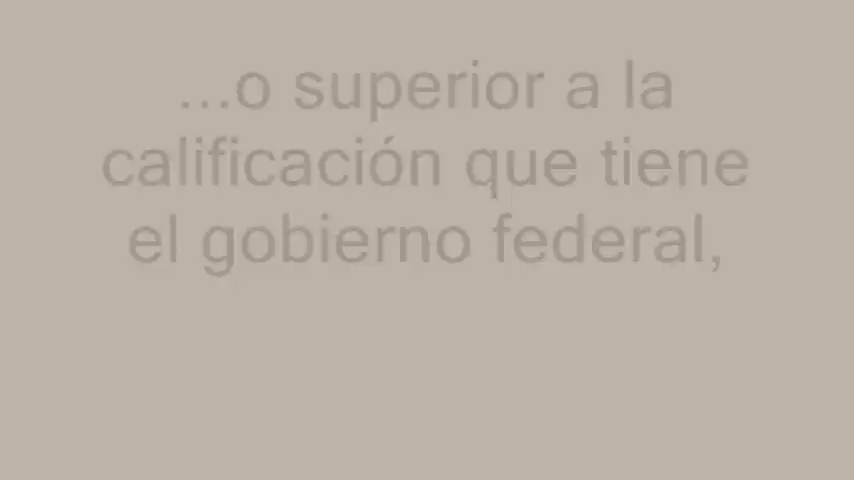 ...o superior a la
calificación que tiene
el gobierno federal,